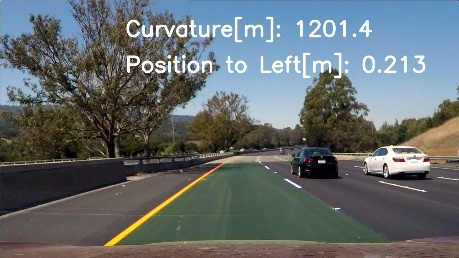 Curvature[m]: 1201.4
Position to Left[m]: 0.213